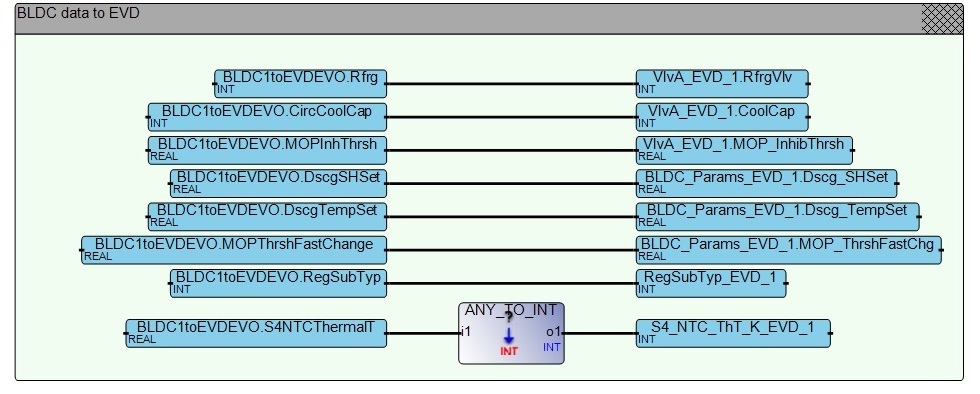 BLDC data to EVD
BLDC1toEVDEVO.Rfrg
INT
VlvA_EVD_1.RfrgVlv
INT
BLDC1toEVDEVO.CircCoolCap
INT
VlvA_EVD_1.CoolCap
INT
BLDC1toEVDEVO.MOPInhThrsh
REAL
VlvA_EVD_1.MOP_InhibThrsh
REAL
BLDC1toEVDEVO.DscgSHSet
REAL
BLDC_Params_EVD_1.Dscg_SHSet
REAL
BLDC1toEVDEVO.DscgTempSet
REAL
BLDC_Params_EVD_1.Dscg_TempSet
REAL
BLDC1toEVDEVO.MOPThrshFastChange
REAL
BLDC_Params_EVD_1.MOP_ThrshFastChg
REAL
BLDC1toEVDEVO.RegSubTyp
INT
RegSubTyp_EVD_1
INT
BLDC1toEVDEVO.S4NTCThermalT
REAL
ANY_TO_INT
?
i1
o1
INT
INT
S4_NTC_ThT_K_EVD_1
INT